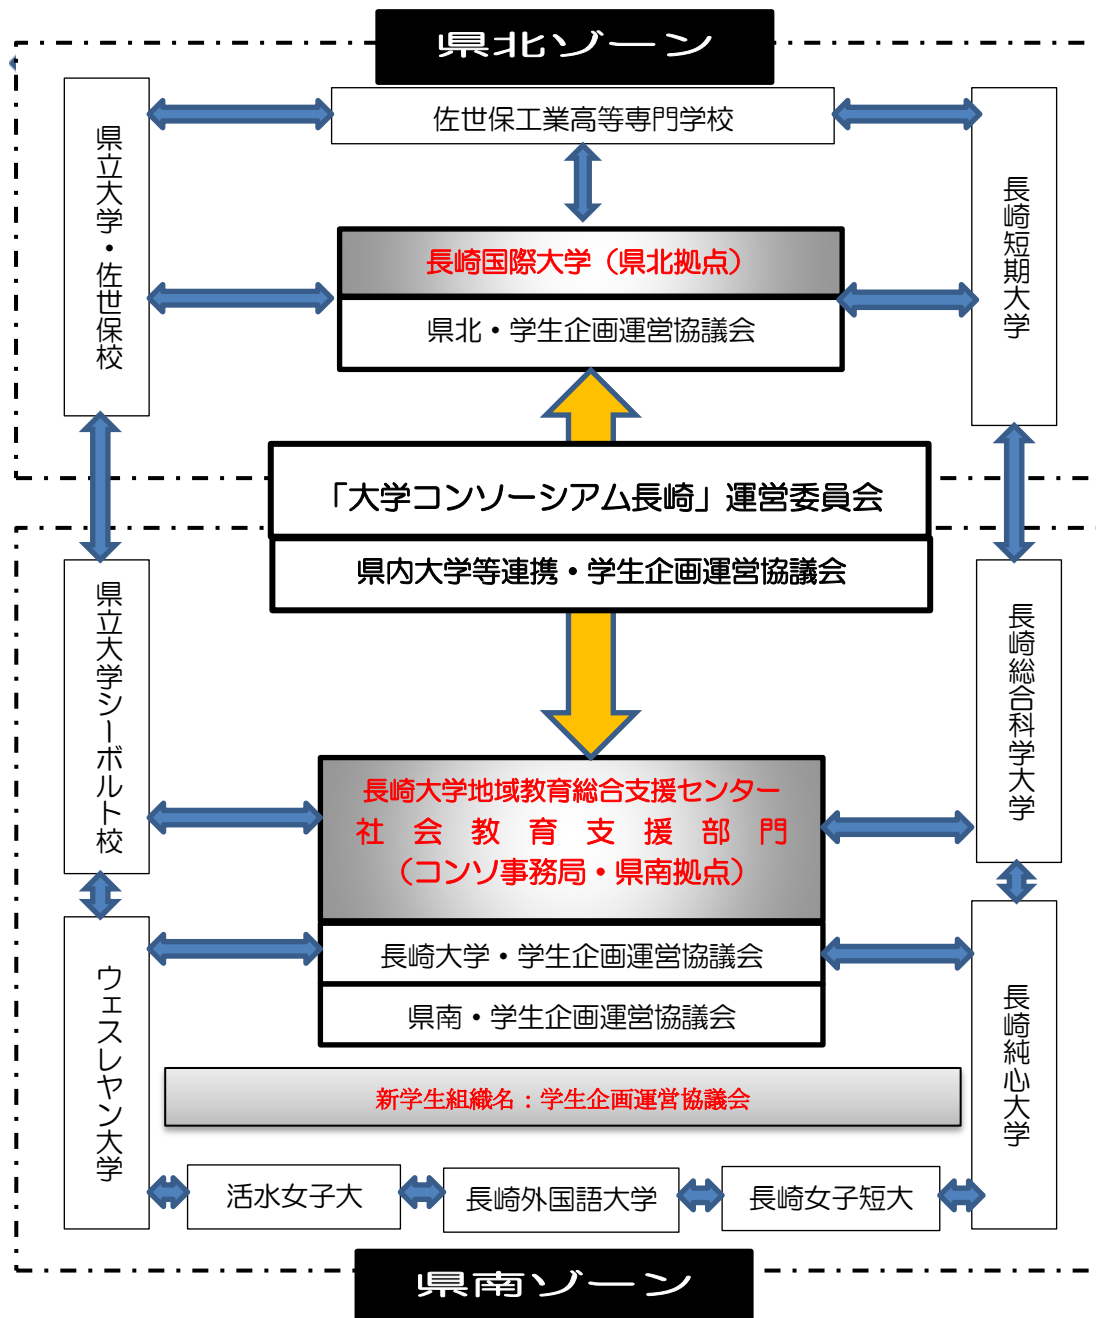 県北ゾーン
佐世保工業高等専門学校
県立大学・佐世保校
長崎短期大学
長崎国際大学（県北拠点）
県北・学生企画運営協議会
「大学コンソーシアム長崎」運営委員会
県内大学等連携・学生企画運営協議会
県立大学シーボルト校
長崎総合科学大学
長崎大学地域教育総合支援センター
社会教育支援部門
（コンソ事務局・県南拠点）
長崎大学・学生企画運営協議会
県南・学生企画運営協議会
ウェスレヤン大学
長崎純心大学
新学生組織名：学生企画運営協議会
活水女子大
長崎外国語大学
長崎女子短大
県南ゾーン